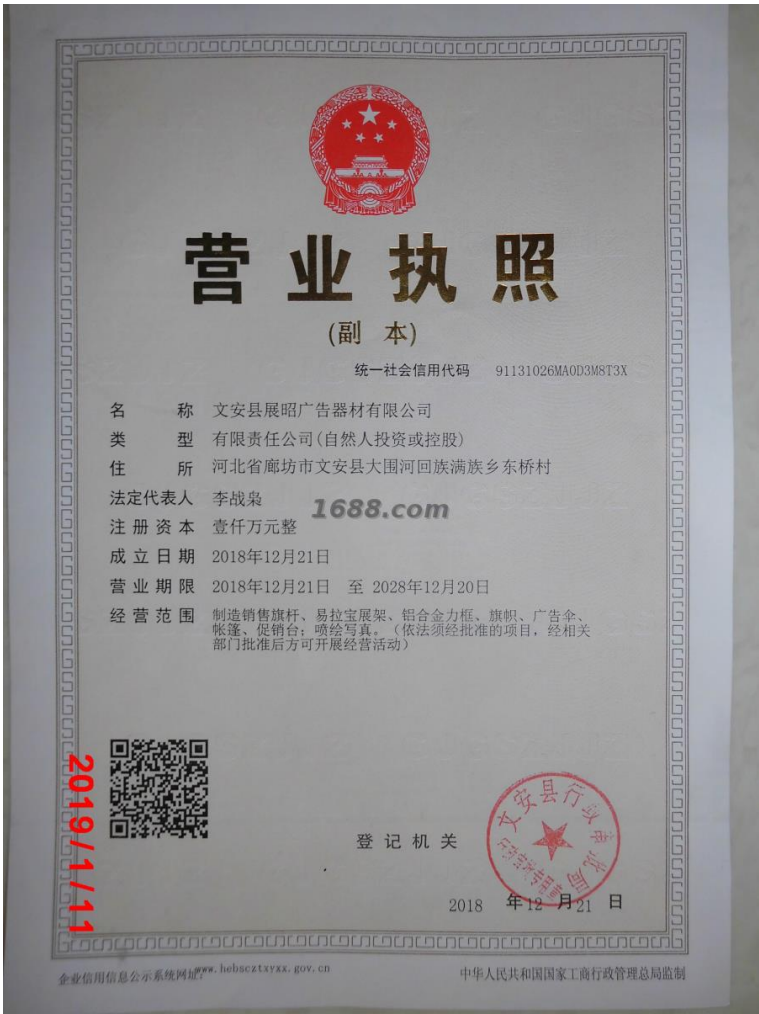 营业执照
(副 本)
统一社会信用代码 91131026MA0D3M8T3X
名 称 文安县展昭广告器材有限公司
类 型 有限责任公司(自然人投资或控股)
住 所 河北省廊坊市文安县大围河回族满族乡东桥村
法定代表人 李战枭
1688.com
注册资本 壹仟万元整
成立日期 2018年12月21日
营业期限 2018年12月21日 至 2028年12月20日
经营范围 制造销售旗杆、易拉宝展架、铝合金力框、旗帜、广告伞、
帐篷、促销台；喷绘写真。（依法须经批准的项目，经相关
部门批准后方可开展经营活动）
2019/1/11
登记机关
文安县行政审批局
2018 年12 月21 日
企业信用信息公示系统网址：www.hebscztxyxx.gov.cn
中华人民共和国国家工商行政管理总局监制